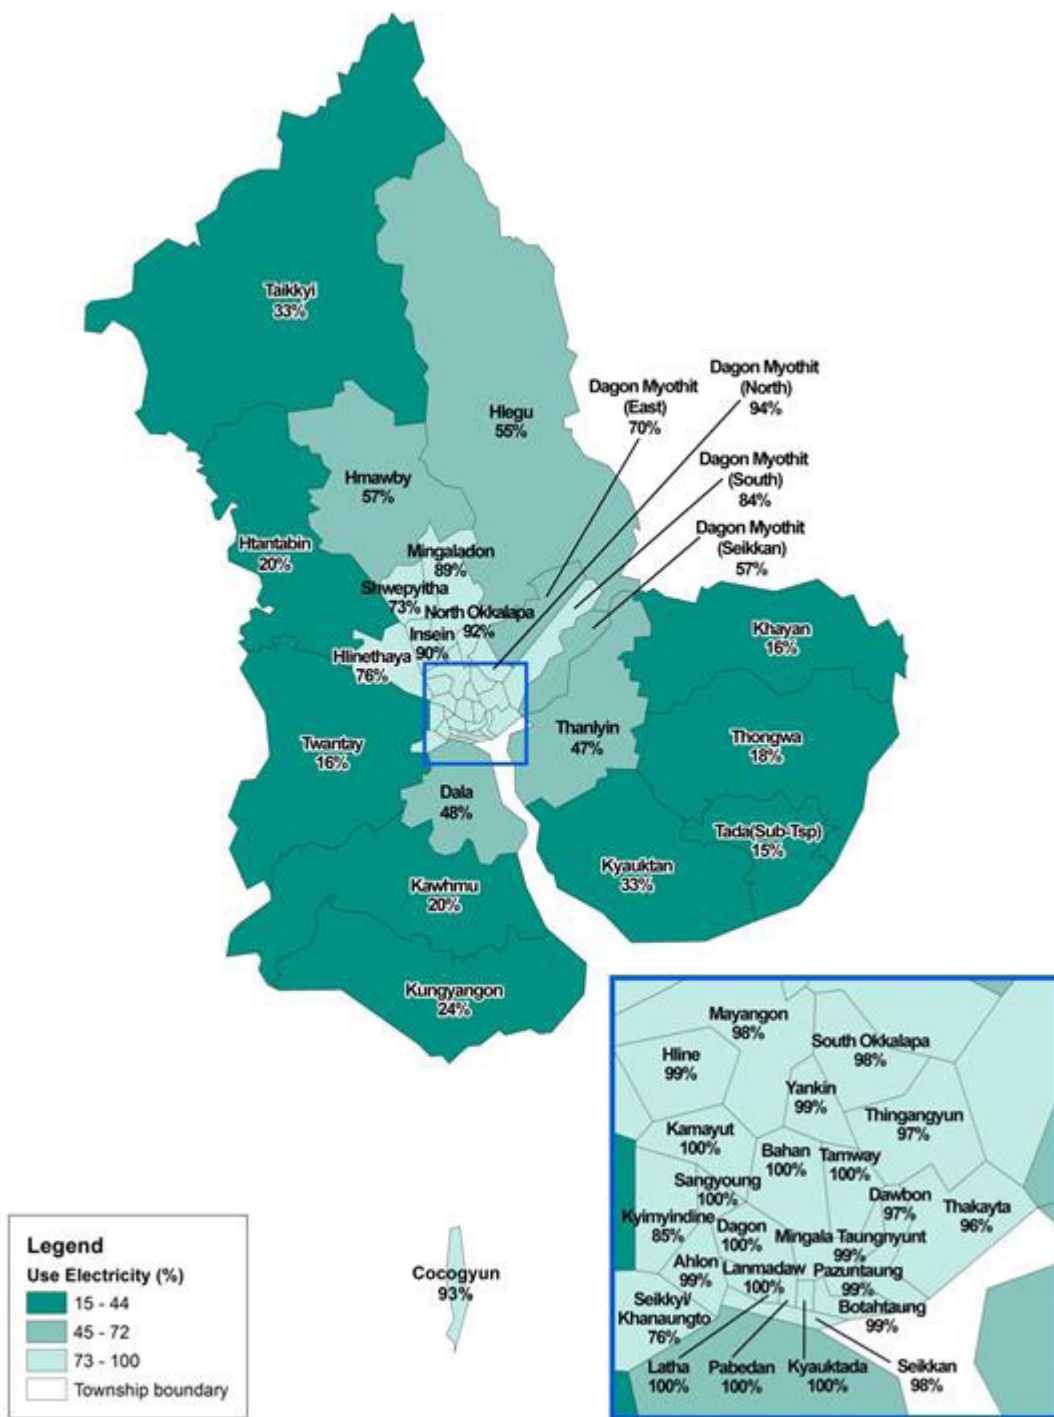 Taikkyi
33%
Hlegu
55%
Dagon Myothit
(East)
70%
Dagon Myothit
(North)
94%
Hmawby
57%
Dagon Myothit
(South)
84%
Dagon Myothit
(Seikkan)
57%
Htantabin
20%
Mingaladon
89%
Shwepyitha
73%
North Okkalapa
92%
Insein
90%
Hlinethaya
76%
Khayan
16%
Twantay
16%
Thanlyin
47%
Thongwa
18%
Dala
48%
Tada(Sub-Tsp)
15%
Kyauktan
33%
Kawhmu
20%
Kungyangon
24%
Mayangon
98%
South Okkalapa
98%
Hline
99%
Yankin
99%
Thingangyun
97%
Kamayut
100%
Bahan
100%
Tamway
100%
Sangyoung
100%
Dawbon
97%
Thakayta
96%
Kyimyindine
85%
Dagon
100%
Mingala Taungnyunt
99%
Ahlon
99%
Lanmadaw
100%
Pazuntaung
99%
Seikkyi/
Khanaungto
76%
Botahtaung
99%
Latha
100%
Pabedan
100%
Kyauktada
100%
Seikkan
98%
Cocogyun
93%
Legend
Use Electricity (%)
15 - 44
45 - 72
73 - 100
Township boundary